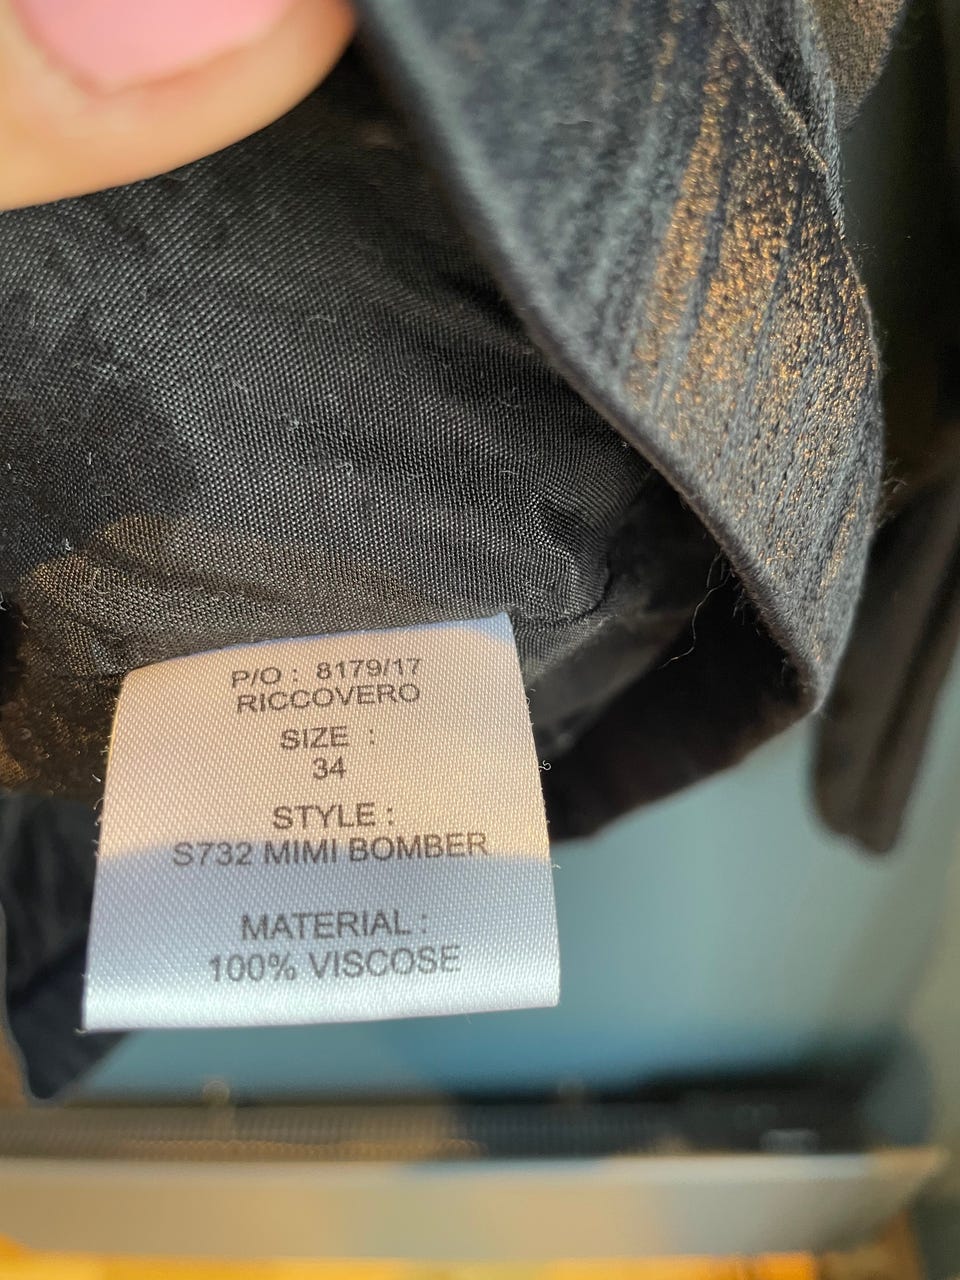 P/O : 8179/17
RICCOVERO
SIZE :
34
STYLE :
S732 MIMI BOMBER
MATERIAL :
100% VISCOSE